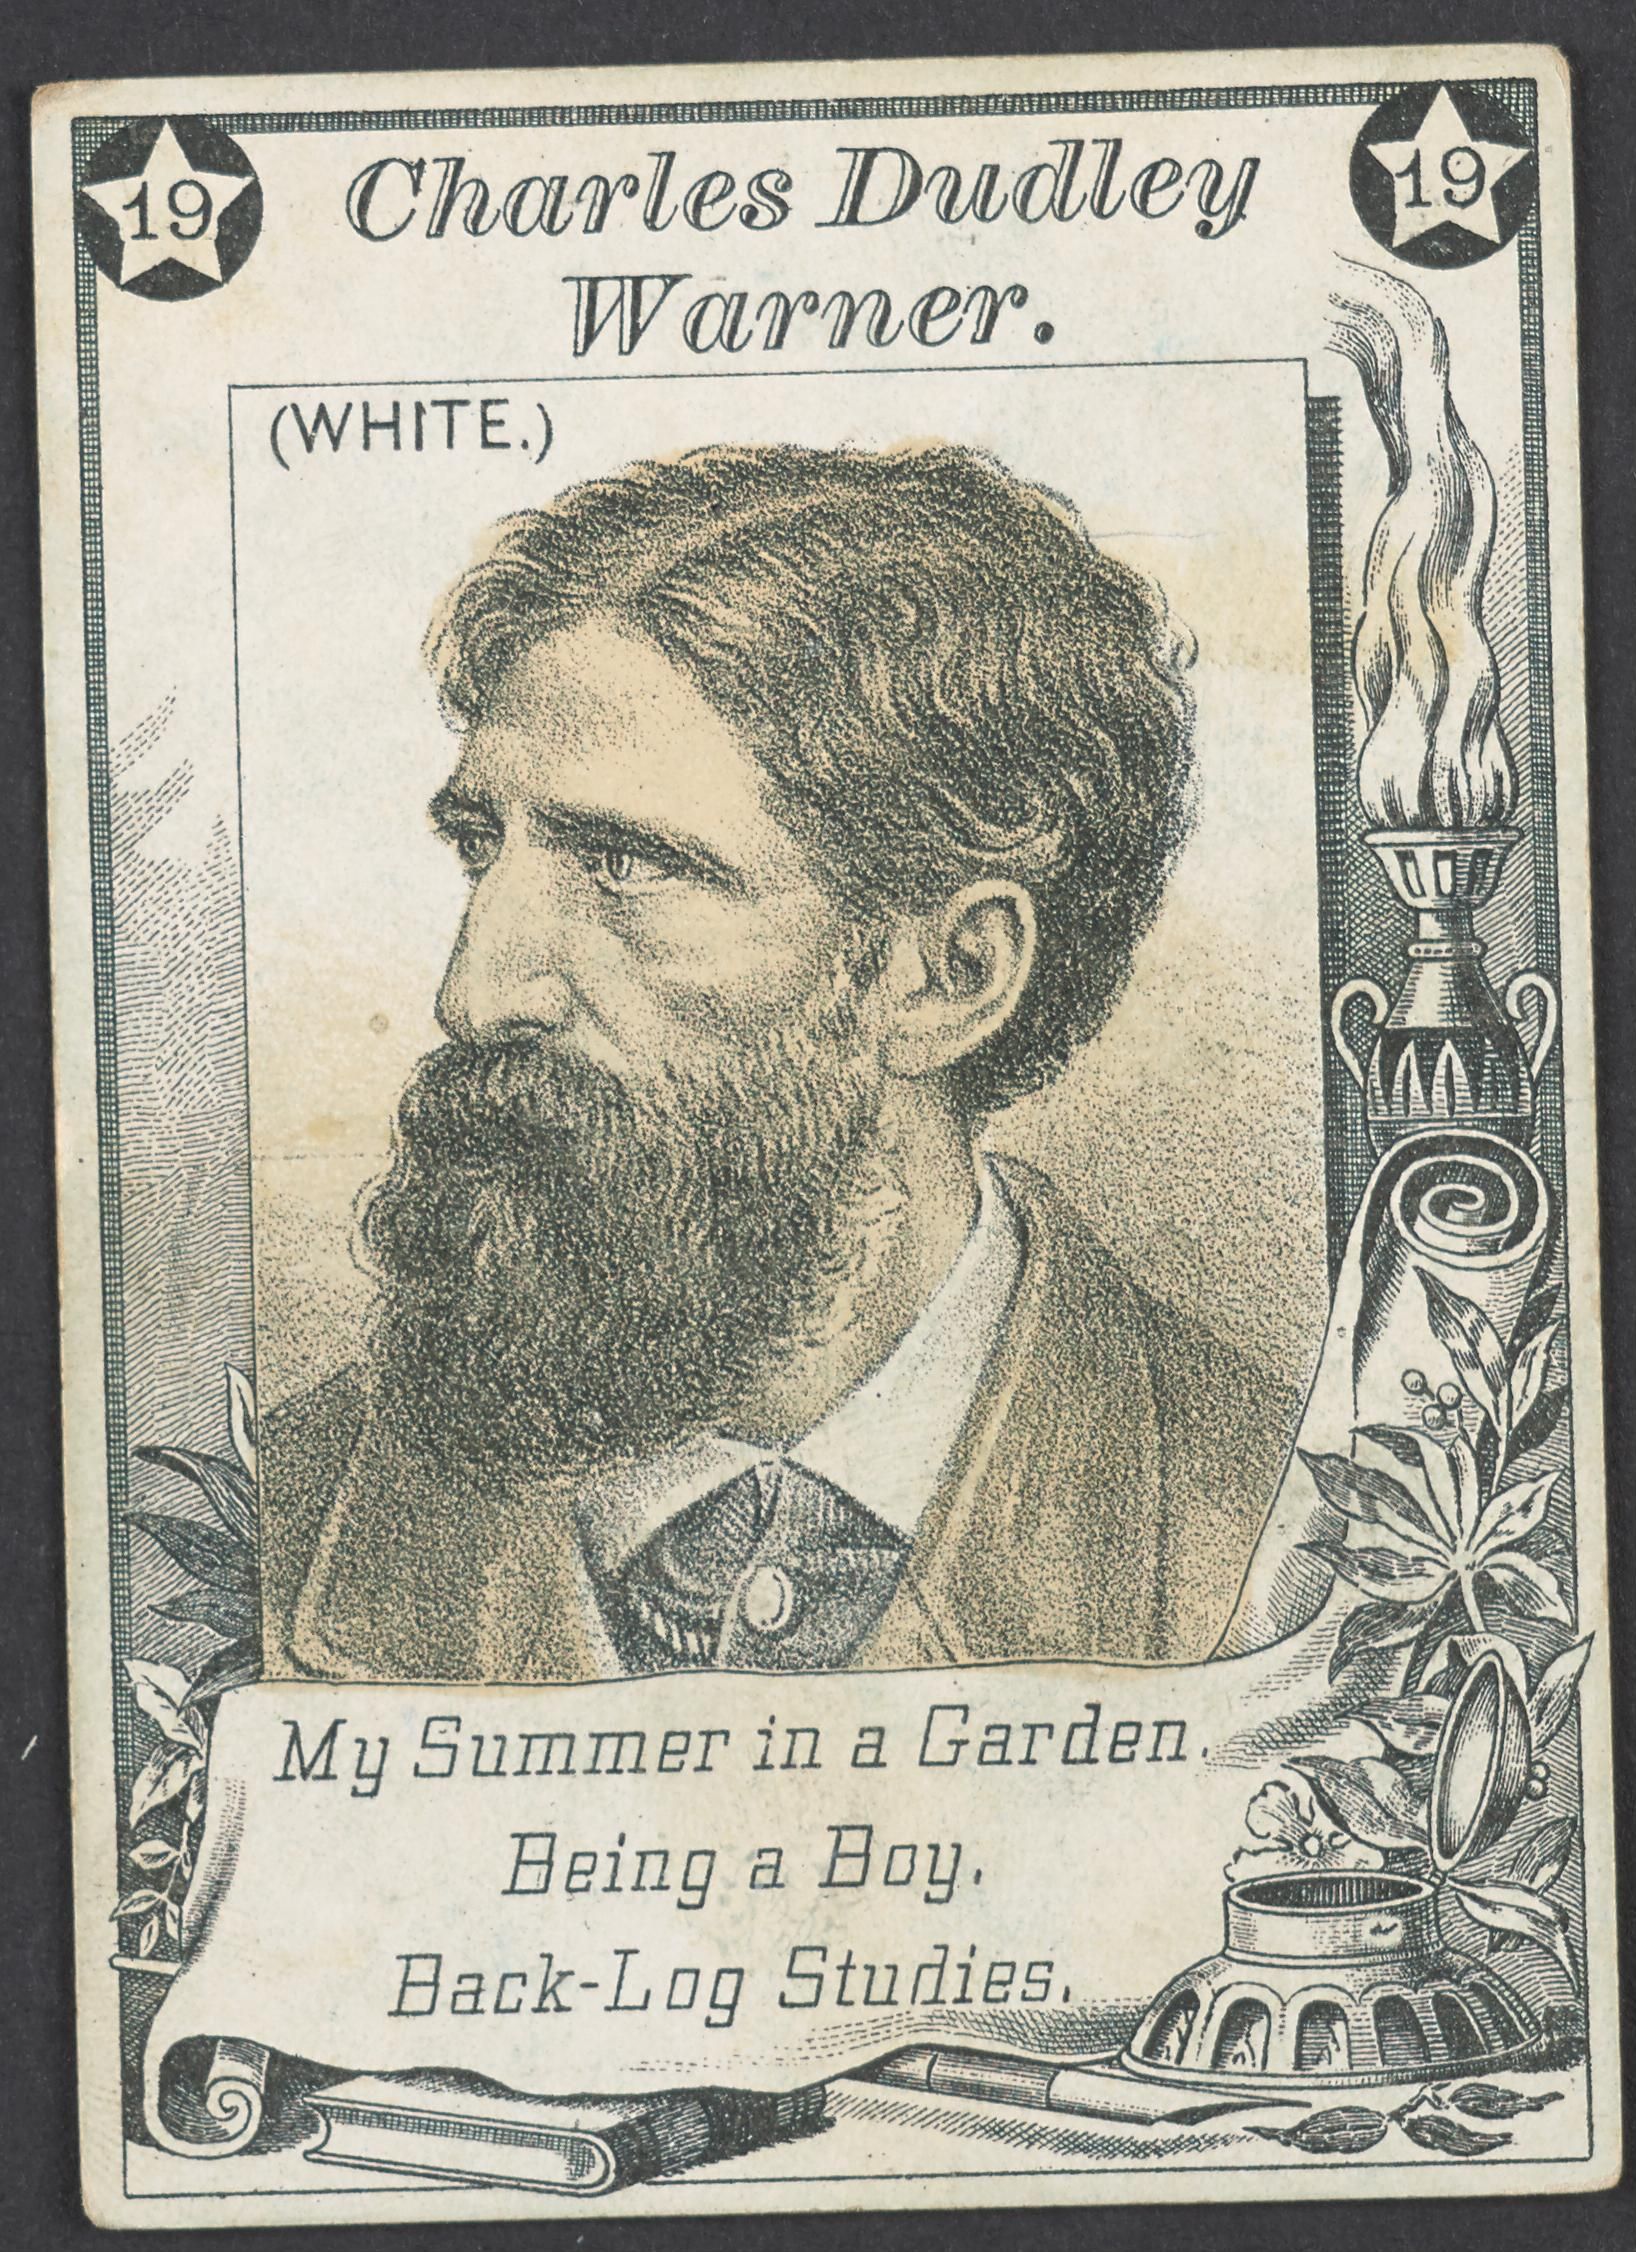 19
19
Charles Dudley
Warner.
(WHITE.)
My Summer in a Garden.
Being a Boy.
Back-Log Studies.